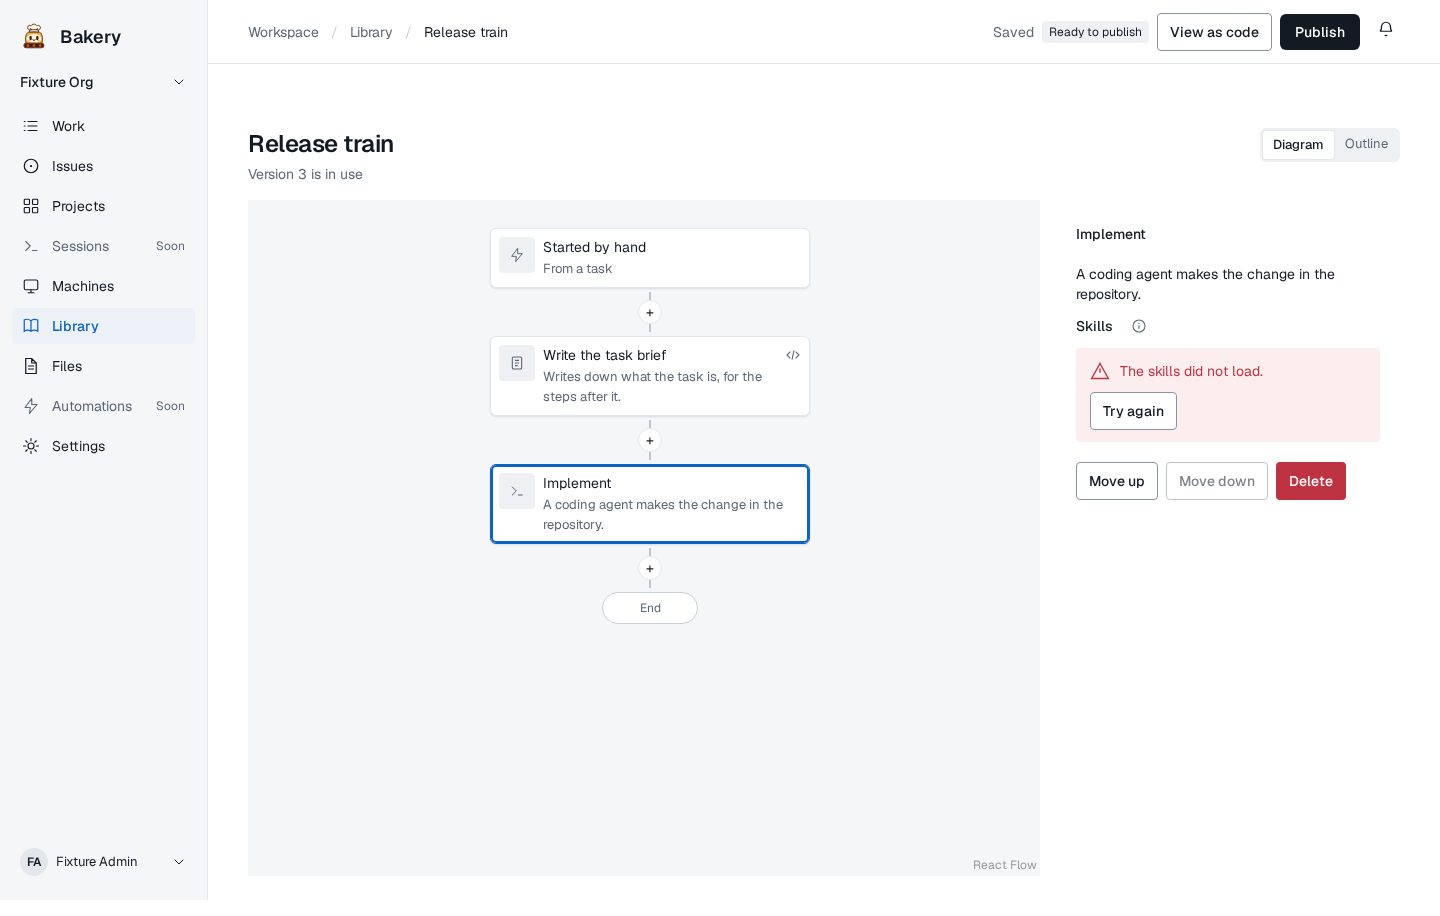 Bakery
Fixture Org
Work
Issues
Projects
Sessions Soon
Machines
Library
Files
Automations Soon
Settings
FA Fixture Admin
Workspace / Library / Release train
Saved Ready to publish View as code Publish
Release train
Version 3 is in use
Diagram Outline
Started by hand
From a task
+
Write the task brief
Writes down what the task is, for the
steps after it.
+
Implement
A coding agent makes the change in the
repository.
+
End
React Flow
Implement
A coding agent makes the change in the
repository.
Skills
The skills did not load.
Try again
Move up Move down Delete